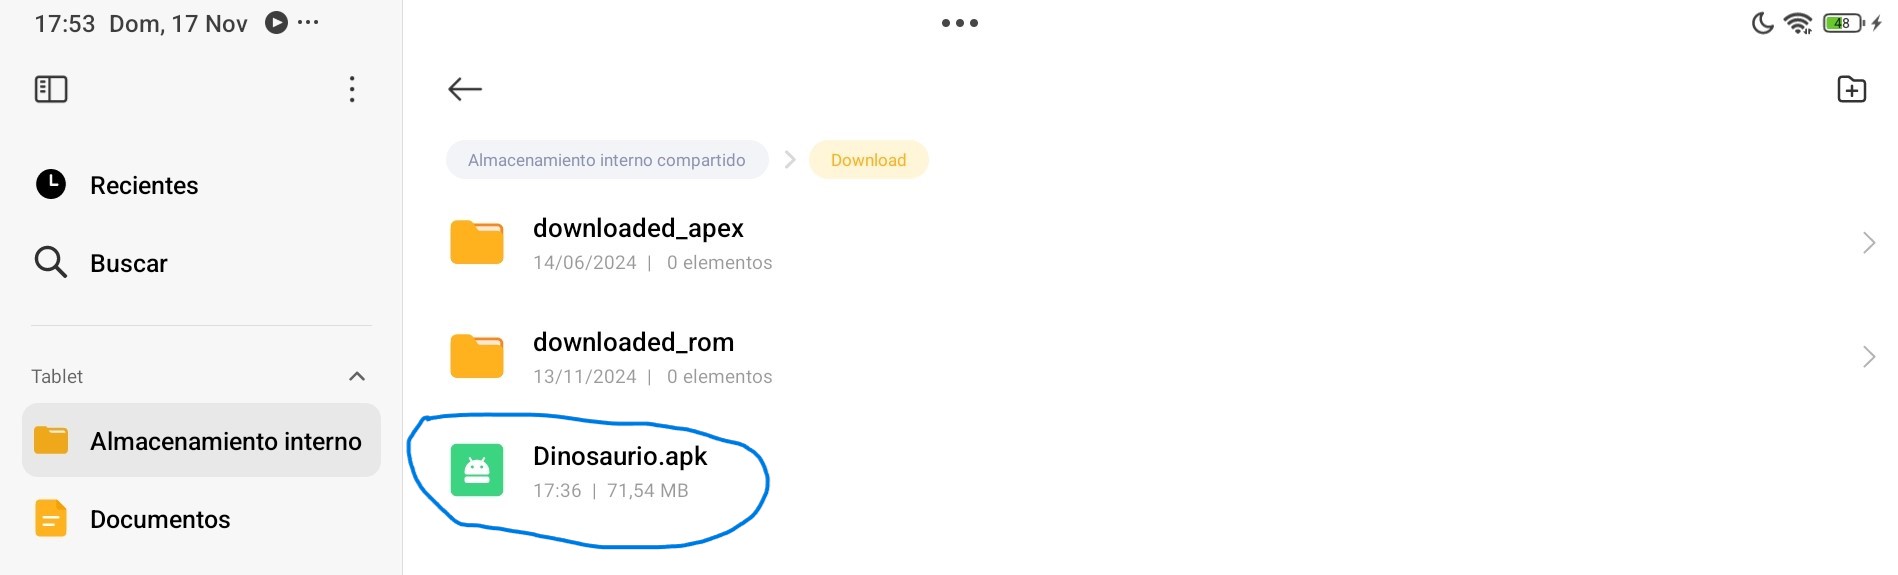 17:53 Dom, 17 Nov
48
Recientes
Buscar
Tablet
Almacenamiento interno
Documentos
Almacenamiento interno compartido
Download
downloaded_apex
14/06/2024 | 0 elementos
downloaded_rom
13/11/2024 | 0 elementos
Dinosaurio.apk
17:36 | 71,54 MB